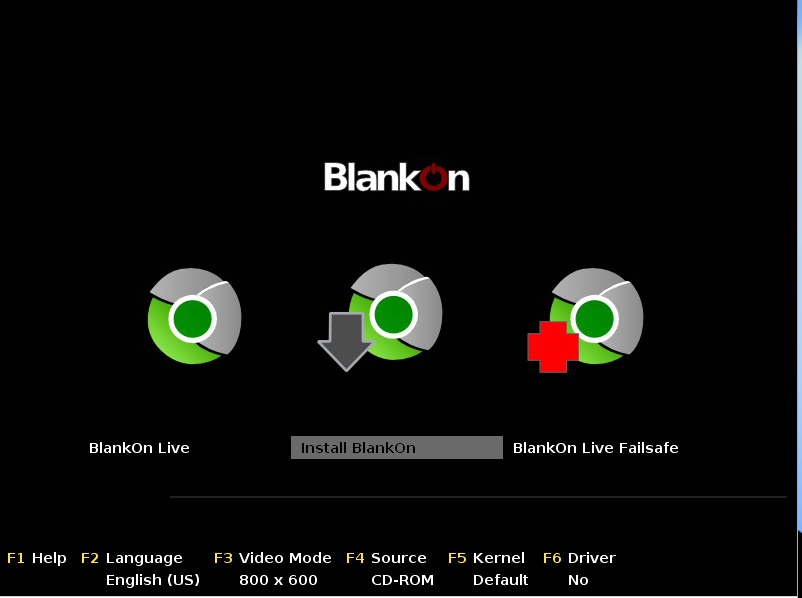 BlankOn
BlankOn Live Install BlankOn BlankOn Live Failsafe
F1 Help F2 Language F3 Video Mode F4 Source F5 Kernel F6 Driver
English (US) 800 x 600 CD-ROM Default No